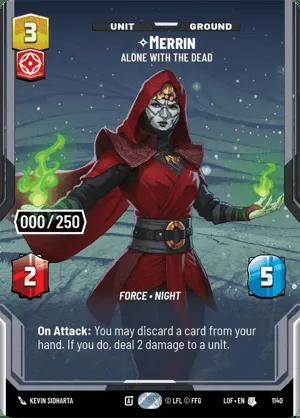 3
UNIT GROUND
MERRIN
ALONE WITH THE DEAD
000/250
2
5
FORCE • NIGHT
On Attack: You may discard a card from your
hand. If you do, deal 2 damage to a unit.
KEVIN SIDHARTA
© LFL © FFG
LOF • EN
1140